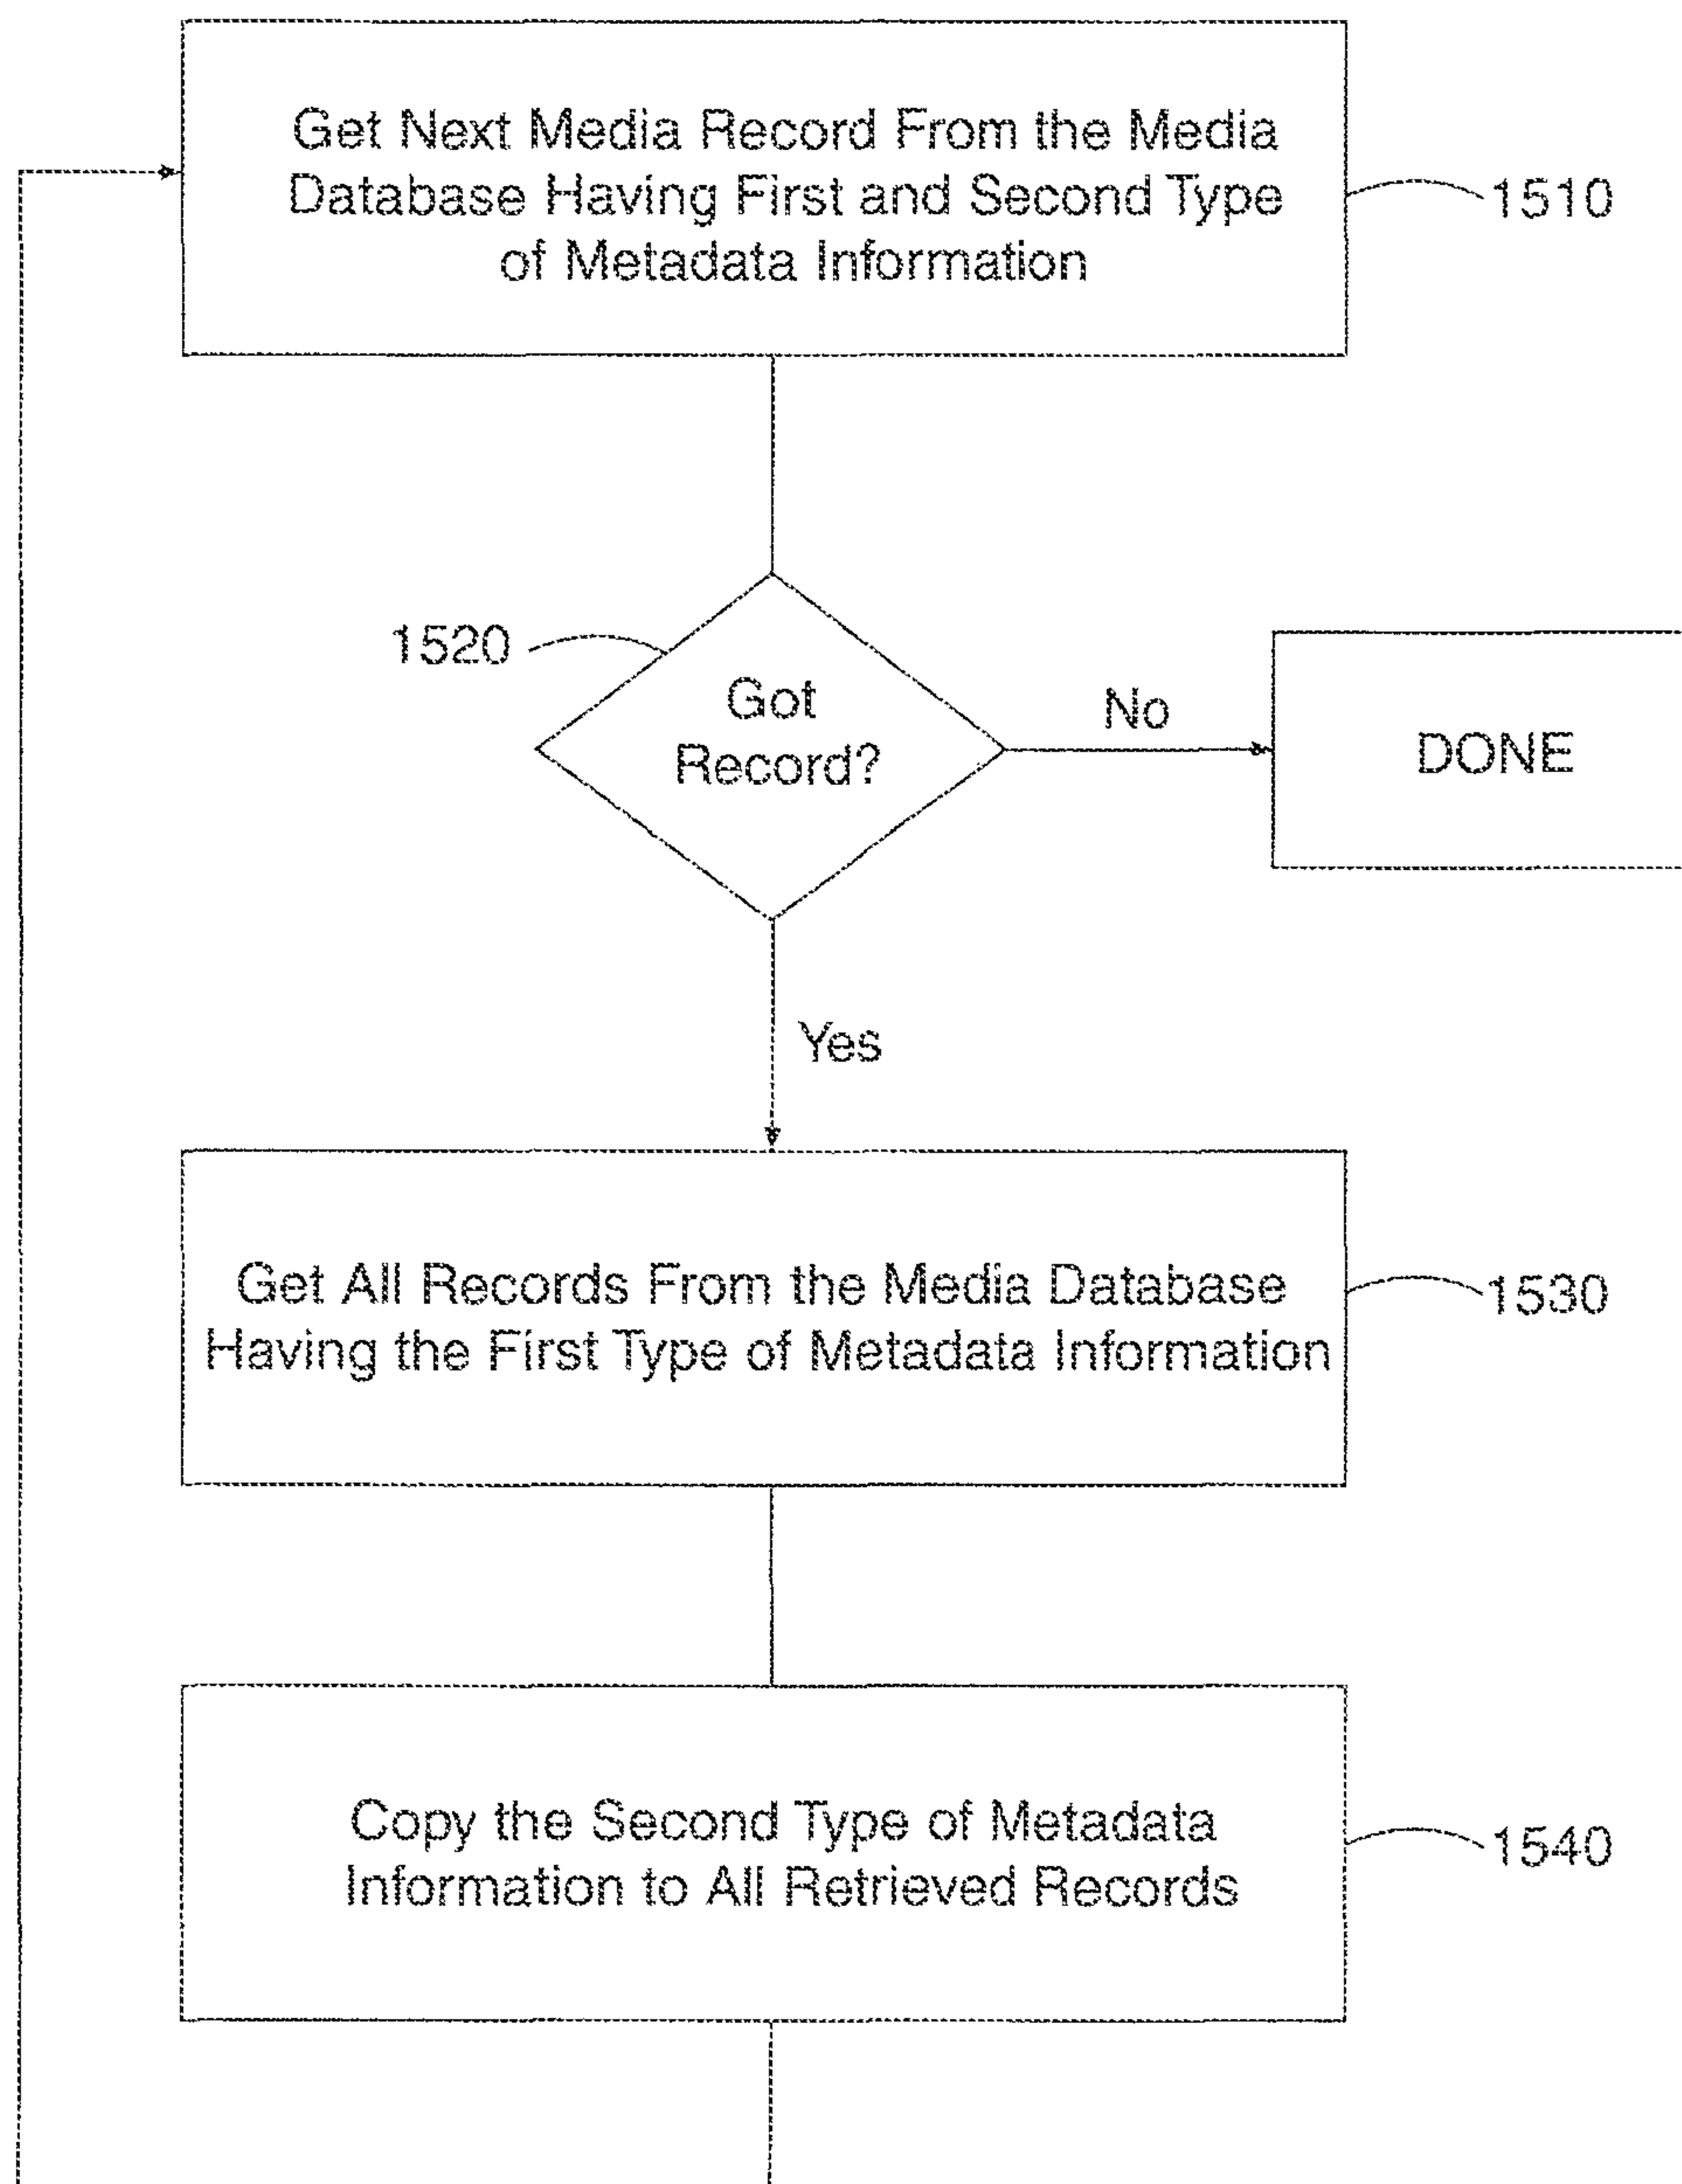 Get Next Media Record From the Media
Database Having First and Second Type
of Metadata Information
1510
1520
Got
Record?
No
DONE
Yes
Get All Records From the Media Database
Having the First Type of Metadata Information
1530
Copy the Second Type of Metadata
Information to All Retrieved Records
1540